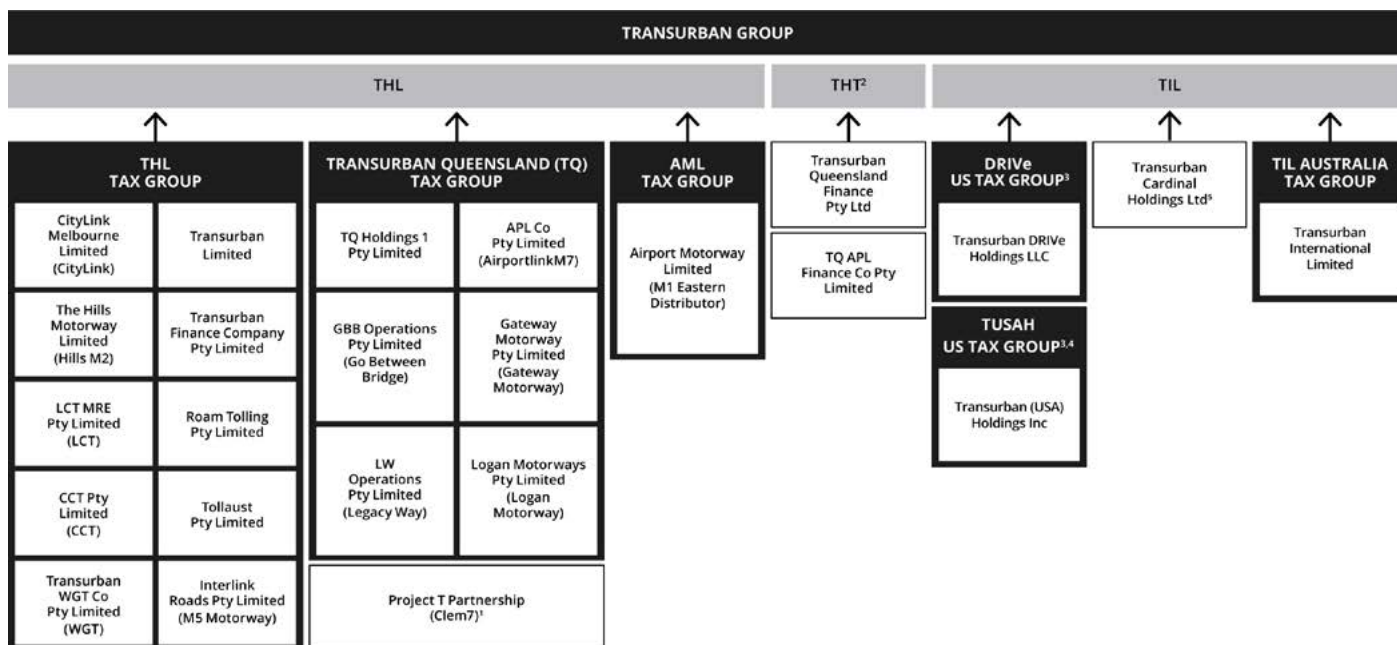 TRANSURBAN GROUP
THL
THT²
TIL
THL
TAX GROUP
CityLink
Melbourne
Limited
(CityLink)
Transurban
Limited
The Hills
Motorway
Limited
(Hills M2)
Transurban
Finance Company
Pty Limited
LCT MRE
Pty Limited
(LCT)
Roam Tolling
Pty Limited
CCT Pty
Limited
(CCT)
Tollaust
Pty Limited
Transurban
WGT Co
Pty Limited
(WGT)
Interlink
Roads Pty Limited
(M5 Motorway)
TRANSURBAN QUEENSLAND (TQ)
TAX GROUP
TQ Holdings 1
Pty Limited
APL Co
Pty Limited
(AirportlinkM7)
GBB Operations
Pty Limited
(Go Between
Bridge)
Gateway
Motorway
Pty Limited
(Gateway
Motorway)
LW
Operations
Pty Limited
(Legacy Way)
Logan Motorways
Pty Limited
(Logan
Motorway)
Project T Partnership
(Clem7)¹
AML
TAX GROUP
Airport Motorway
Limited
(M1 Eastern
Distributor)
Transurban
Queensland
Finance
Pty Ltd
TQ APL
Finance Co Pty
Limited
DRIVe
US TAX GROUP³
Transurban DRIVe
Holdings LLC
TUSAH
US TAX GROUP³,⁴
Transurban (USA)
Holdings Inc
Transurban
Cardinal
Holdings Ltd⁵
TIL AUSTRALIA
TAX GROUP
Transurban
International
Limited